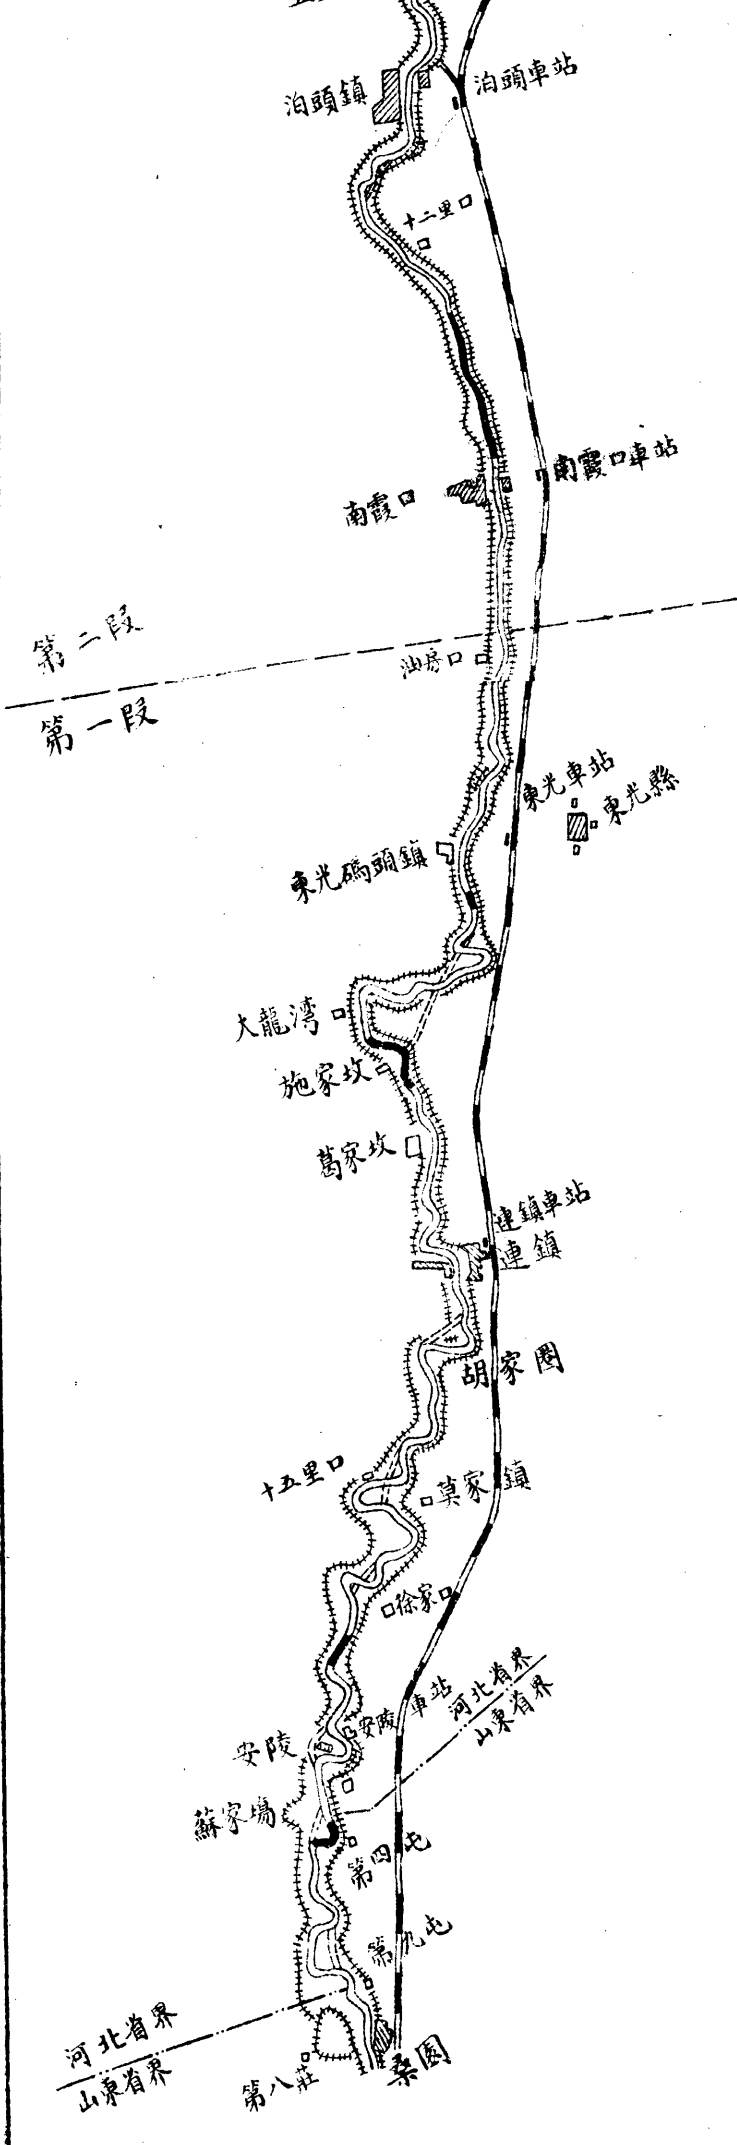 泊頭鎮
泊頭車站
十二里口
南霞口車站
南霞口
第二段
油房口
第一段
東光車站
東光縣
東光碼頭鎮
大龍湾
施家坟
葛家坟
連鎮車站
連鎮
胡家圈
十五里口
莫家鎮
徐家口
河北省界
山東省界
安陵車站
安陵
蘇家塲
第四屯
第九屯
河北省界
山東省界
第八莊
桑園